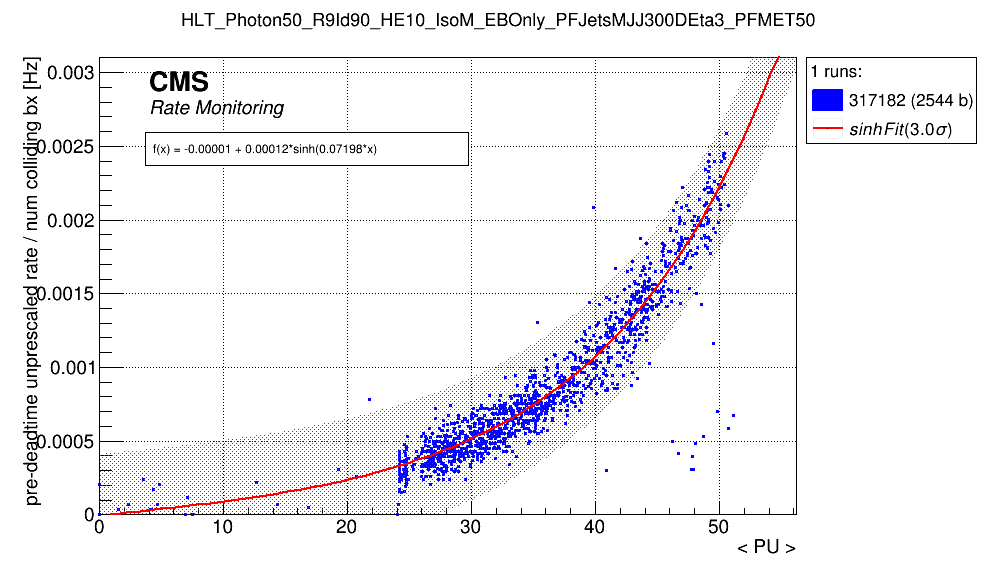 HLT_Photon50_R9Id90_HE10_IsoM_EBOnly_PFJetsMJJ300DEta3_PFMET50
pre-deadtime unprescaled rate / num colliding bx [Hz]
0.003
0.0025
0.002
0.0015
0.001
0.0005
0
CMS
Rate Monitoring
f(x) = -0.00001 + 0.00012*sinh(0.07198*x)
1 runs:
317182 (2544 b)
sinhFit(3.0σ)
0 10 20 30 40 50
< PU >